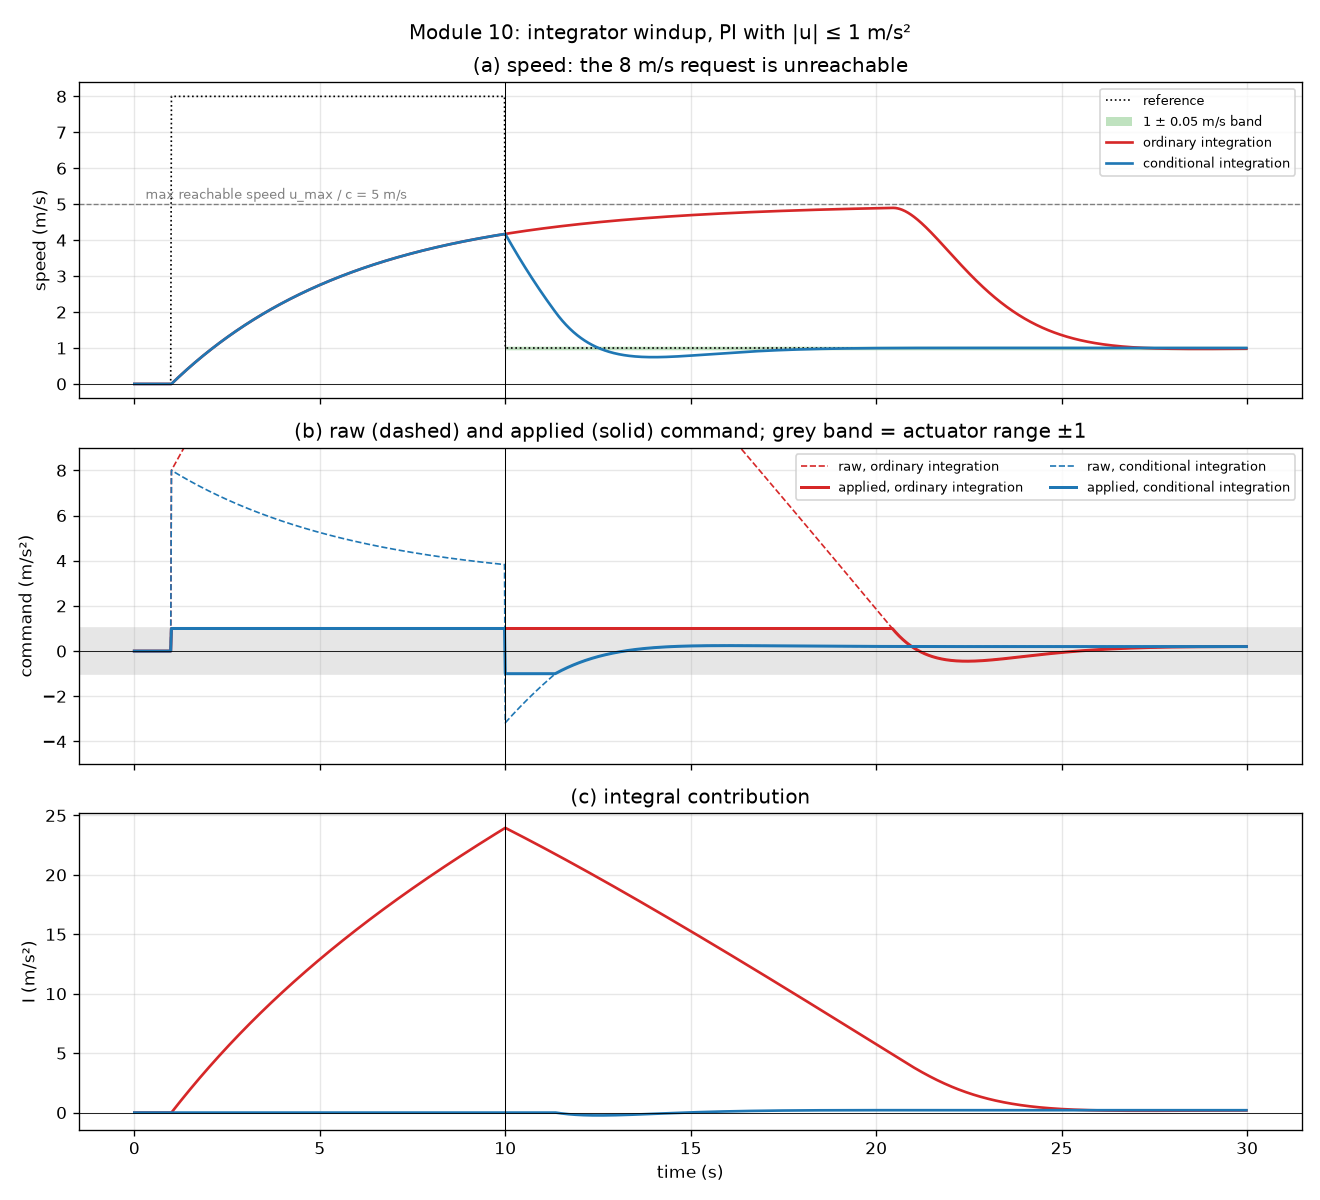 Module 10: integrator windup, PI with |u| ≤ 1 m/s²
(a) speed: the 8 m/s request is unreachable
speed (m/s)
8
7
6
5
4
3
2
1
0
max reachable speed u_max / c = 5 m/s
reference
1 ± 0.05 m/s band
ordinary integration
conditional integration
(b) raw (dashed) and applied (solid) command; grey band = actuator range ±1
command (m/s²)
8
6
4
2
0
−2
−4
raw, ordinary integration
applied, ordinary integration
raw, conditional integration
applied, conditional integration
(c) integral contribution
I (m/s²)
25
20
15
10
5
0
0 5 10 15 20 25 30
time (s)